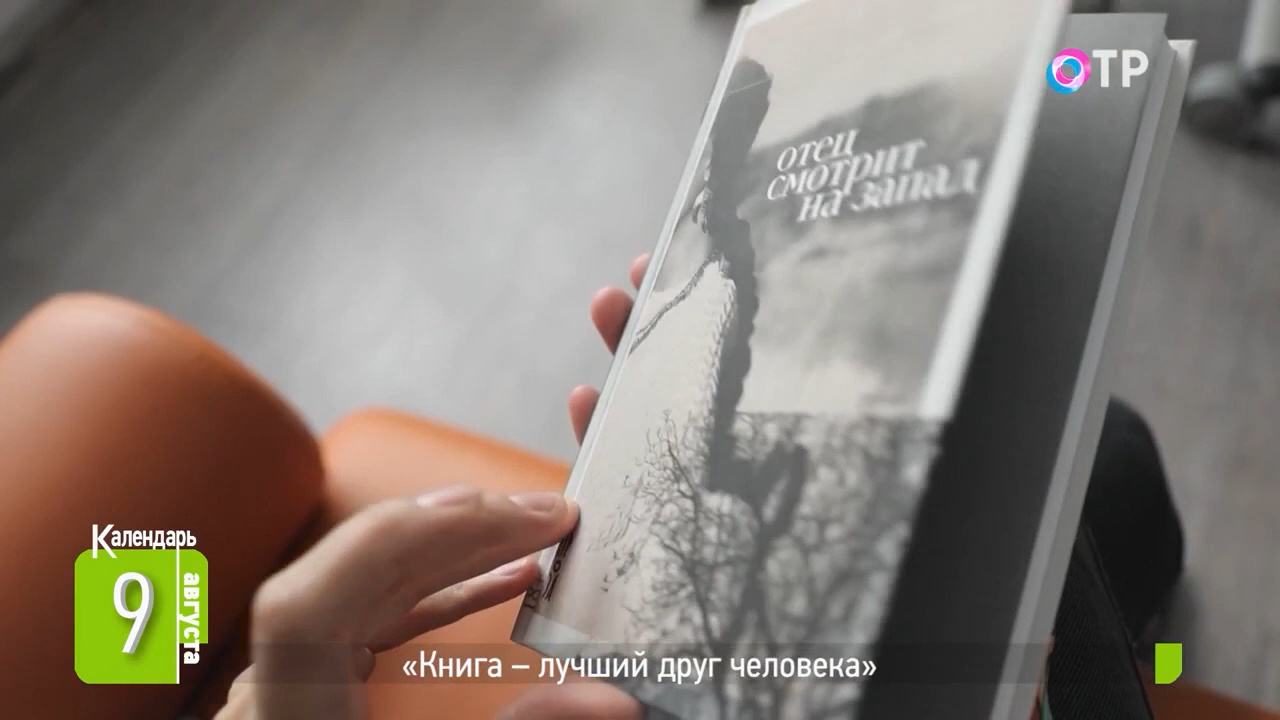 ОТР
отец
смотрит
на запад
Календарь
9
августа
«Книга – лучший друг человека»